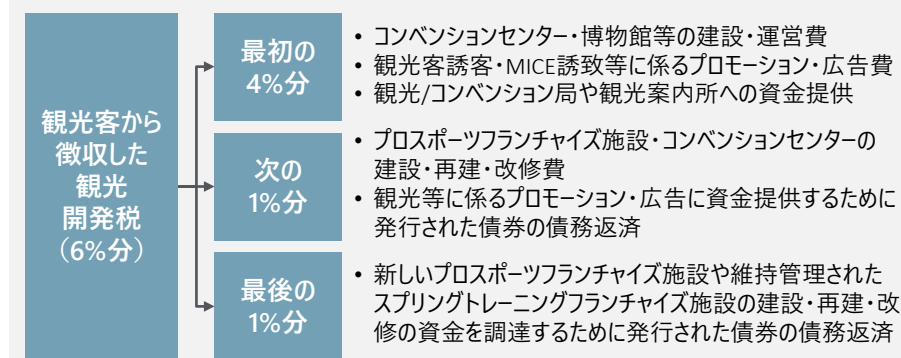 観光客から
徴収した
観光
開発税
（6%分）
最初の
4%分
• コンベンションセンター・博物館等の建設・運営費
• 観光客誘客・MICE誘致等に係るプロモーション・広告費
• 観光/コンベンション局や観光案内所への資金提供
次の
1%分
• プロスポーツフランチャイズ施設・コンベンションセンターの
建設・再建・改修費
• 観光等に係るプロモーション・広告に資金提供するために
発行された債券の債務返済
最後の
1%分
• 新しいプロスポーツフランチャイズ施設や維持管理された
スプリングトレーニングフランチャイズ施設の建設・再建・改
修の資金を調達するために発行された債券の債務返済